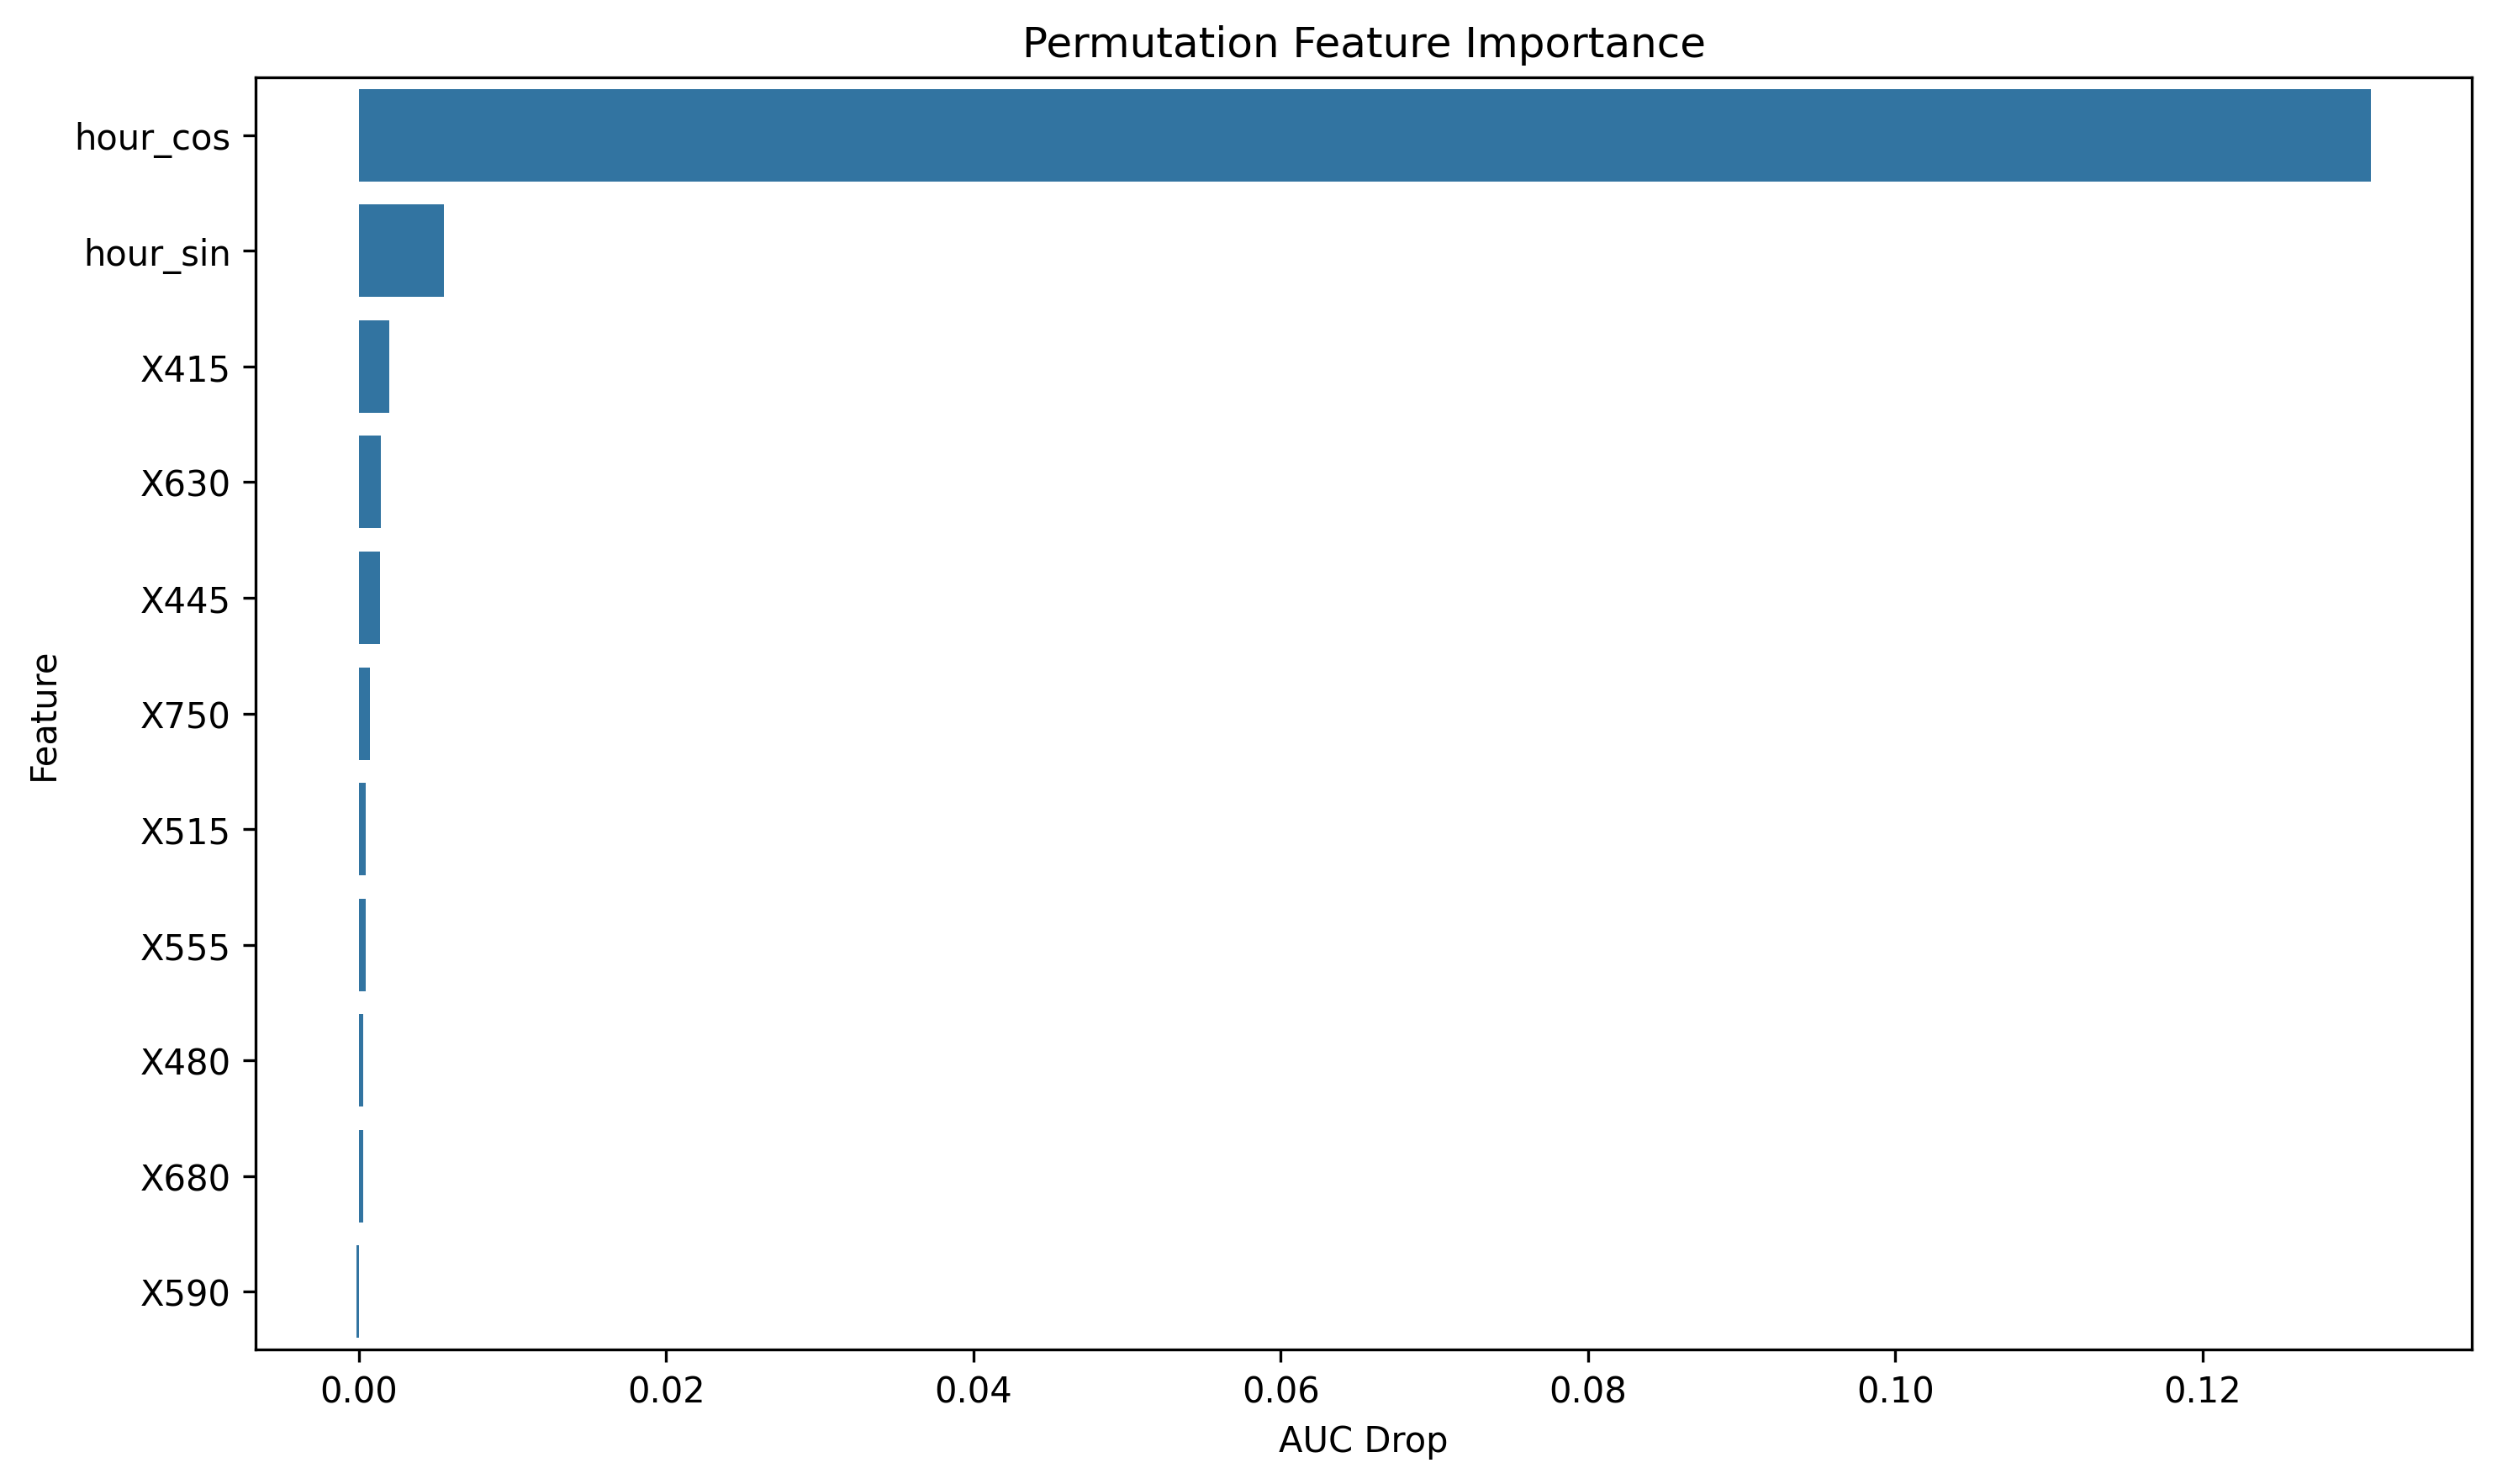 Permutation Feature Importance
hour_cos
hour_sin
X415
X630
X445
X750
X515
X555
X480
X680
X590
Feature
0.00 0.02 0.04 0.06 0.08 0.10 0.12
AUC Drop